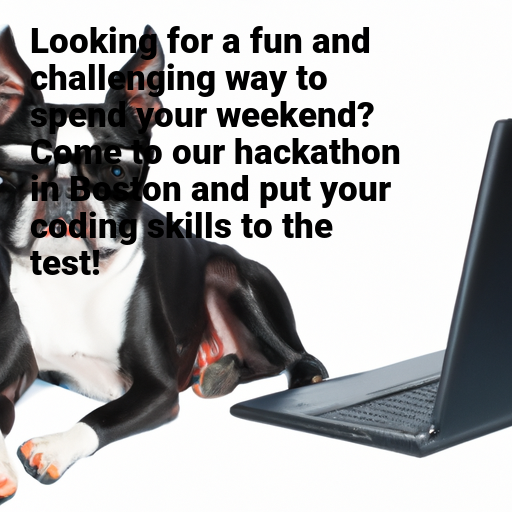 Looking for a fun and
challenging way to
spend your weekend?
Come to our hackathon
in Boston and put your
coding skills to the
test!